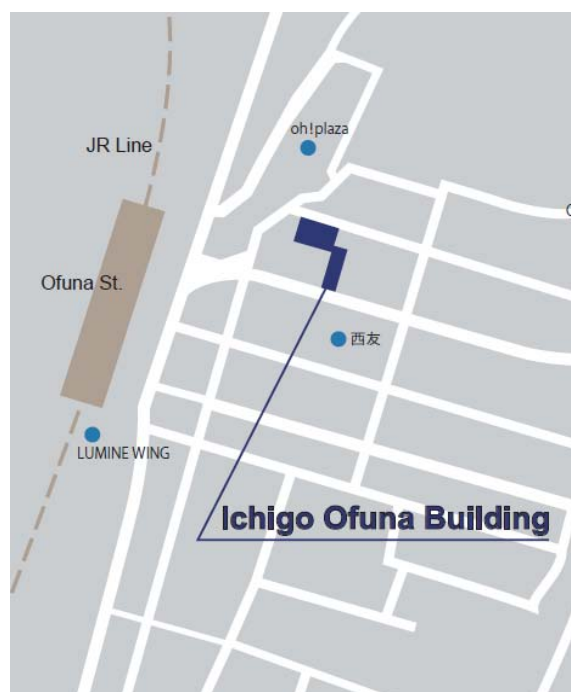 oh!plaza
JR Line
Ofuna St.
西友
LUMINE WING
Ichigo Ofuna Building